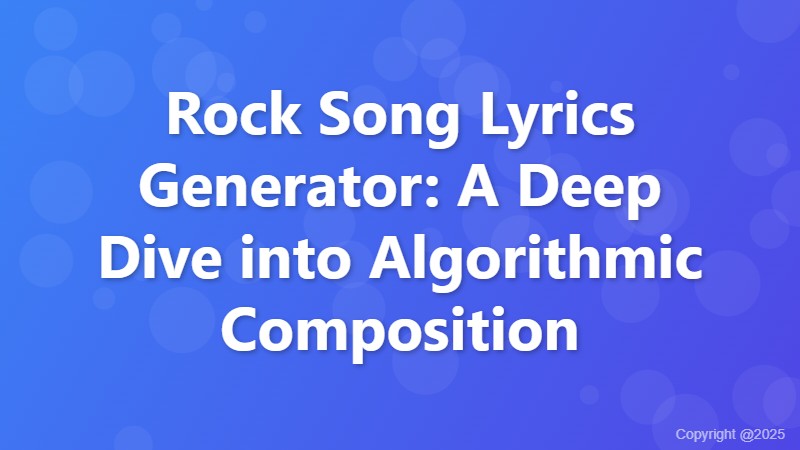 Rock Song Lyrics
Generator: A Deep
Dive into Algorithmic
Composition
Copyright @2025